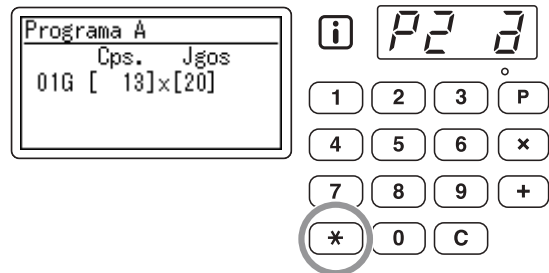 Programa A
Cps. Jgos
01G [ 13]×[20]
i
P2 a
1 2 3 P
4 5 6 ×
7 8 9 +
* 0 C